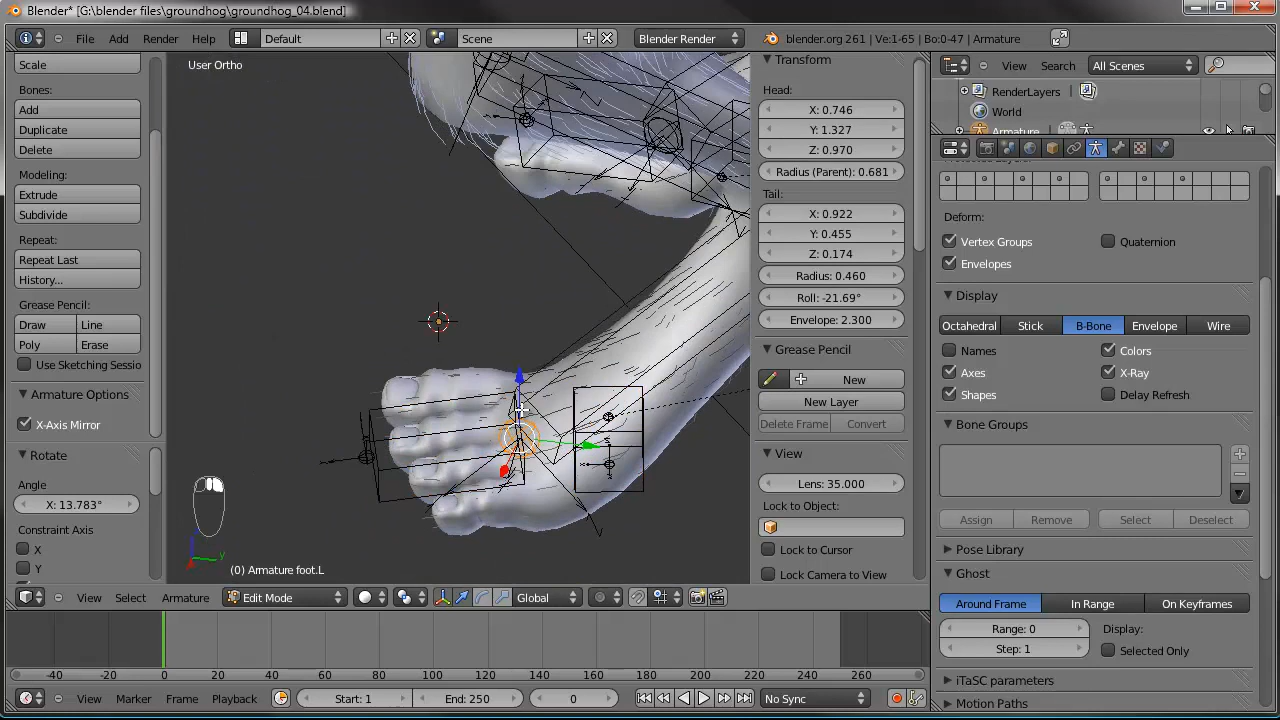 Blender* [G:\blender files\groundhog\groundhog_04.blend]
File Add Render Help Default Scene Blender Render blender.org 261 | Ve:1-65 | Bo:0-47 | Armature
Scale
Bones:
Add
Duplicate
Delete
Modeling:
Extrude
Subdivide
Repeat:
Repeat Last
History...
Grease Pencil:
Draw Line
Poly Erase
Use Sketching Sessio
Armature Options
X-Axis Mirror
Rotate
Angle
X: 13.783°
Constraint Axis
X
Y
User Ortho
(0) Armature foot.L
Transform
Head:
X: 0.746
Y: 1.327
Z: 0.970
Radius (Parent): 0.681
Tail:
X: 0.922
Y: 0.455
Z: 0.174
Radius: 0.460
Roll: -21.69°
Envelope: 2.300
Grease Pencil
New
New Layer
Delete Frame Convert
View
Lens: 35.000
Lock to Object:
Lock to Cursor
Lock Camera to View
View Search All Scenes
RenderLayers
World
Armature
Deform:
Vertex Groups Quaternion
Envelopes
Display
Octahedral Stick B-Bone Envelope Wire
Names Colors
Axes X-Ray
Shapes Delay Refresh
Bone Groups
Assign Remove Select Deselect
Pose Library
Ghost
Around Frame In Range On Keyframes
Range: 0 Display:
Step: 1 Selected Only
iTaSC parameters
Motion Paths
View Select Armature Edit Mode Global
-40 -20 0 20 40 60 80 100 120 140 160 180 200 220 240 260
View Marker Frame Playback Start: 1 End: 250 0 No Sync